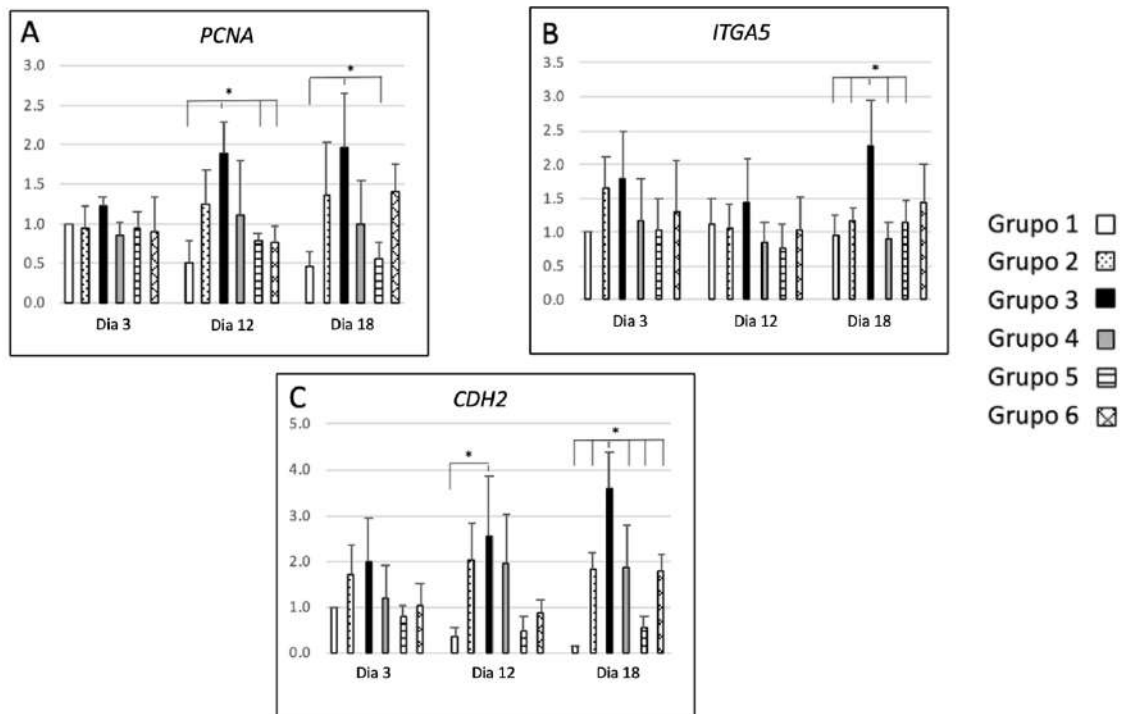 A
PCNA
3.0
2.5
2.0
1.5
1.0
0.5
0.0
*
*
Dia 3 Dia 12 Dia 18
B
ITGA5
3.5
3.0
2.5
2.0
1.5
1.0
0.5
0.0
*
Dia 3 Dia 12 Dia 18
Grupo 1
Grupo 2
Grupo 3
Grupo 4
Grupo 5
Grupo 6
C
CDH2
5.0
4.0
3.0
2.0
1.0
0.0
*
*
Dia 3 Dia 12 Dia 18